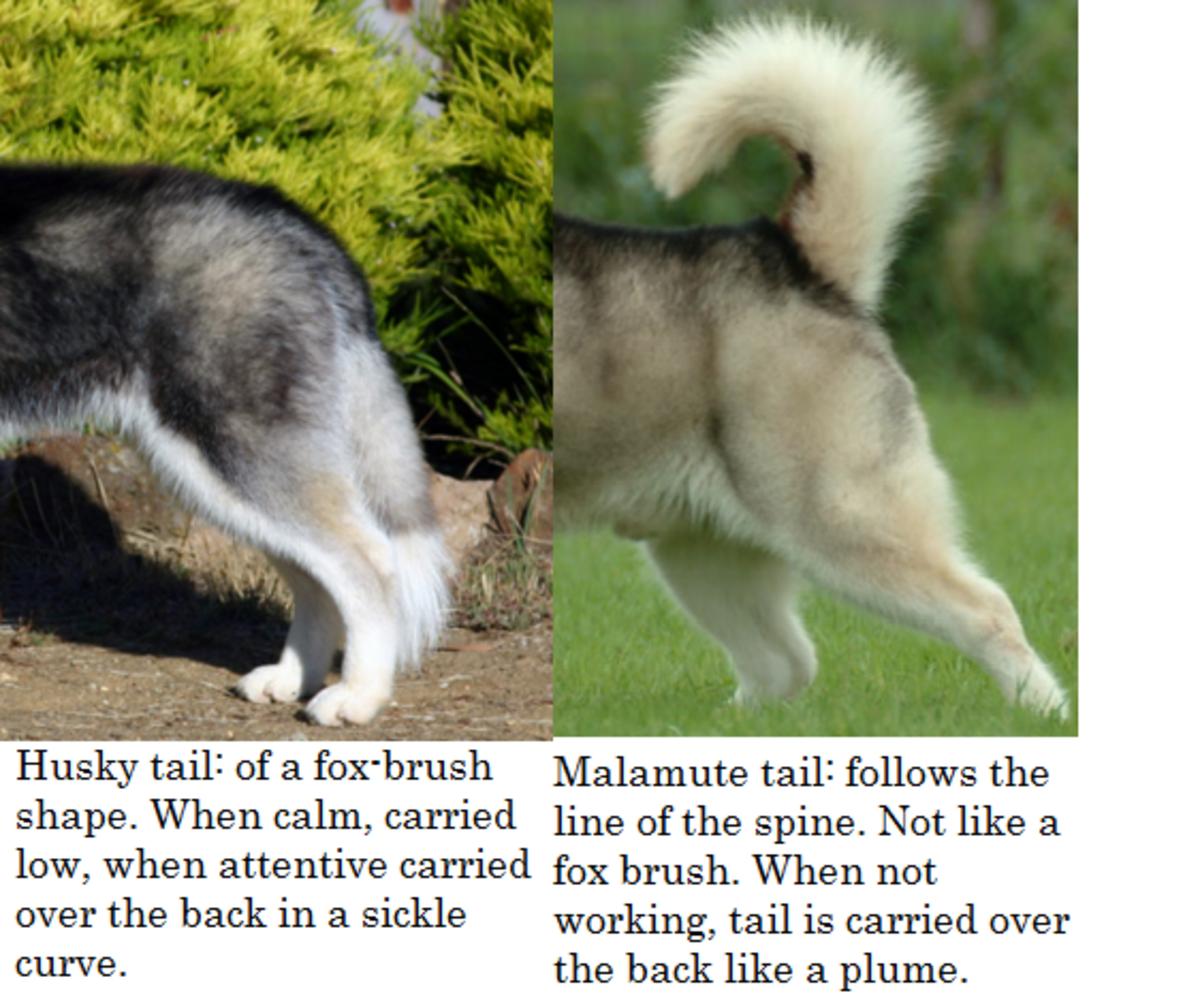 Husky tail: of a fox-brush
shape. When calm, carried
low, when attentive carried
over the back in a sickle
curve.
Malamute tail: follows the
line of the spine. Not like a
fox brush. When not
working, tail is carried over
the back like a plume.